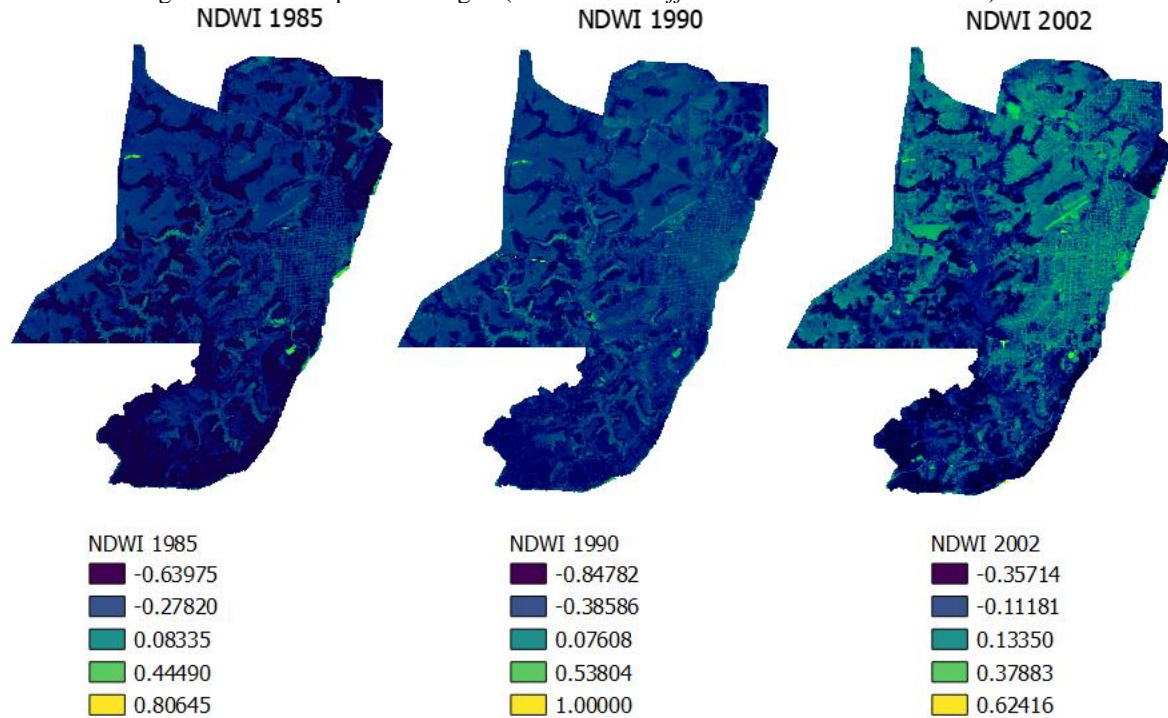 NDWI 1985
NDWI 1990
NDWI 2002
NDWI 1985
-0.63975
-0.27820
0.08335
0.44490
0.80645
NDWI 1990
-0.84782
-0.38586
0.07608
0.53804
1.00000
NDWI 2002
-0.35714
-0.11181
0.13350
0.37883
0.62416